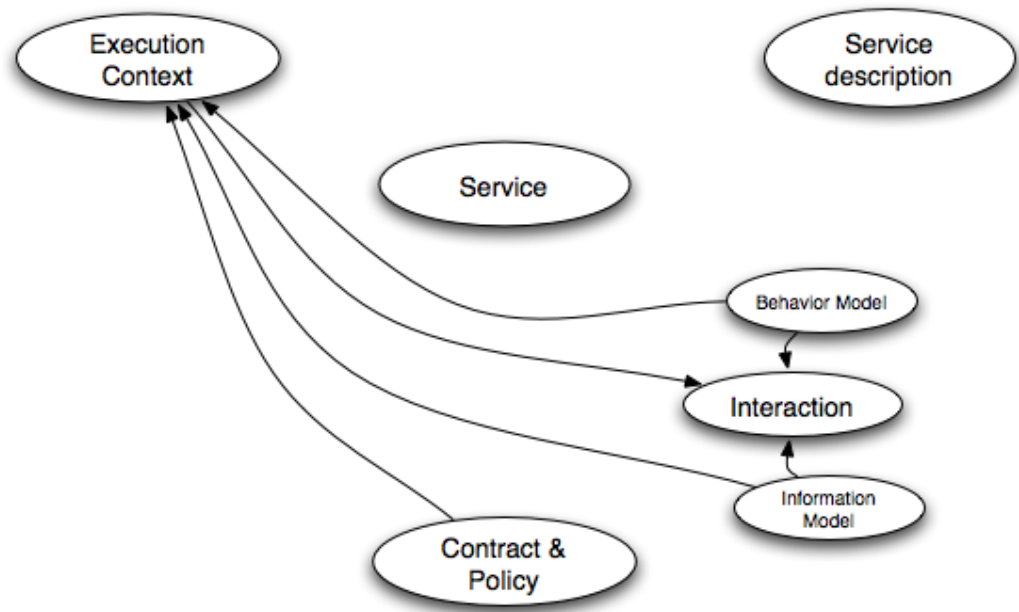 Execution
Context
Service
description
Service
Behavior Model
Interaction
Information
Model
Contract &
Policy